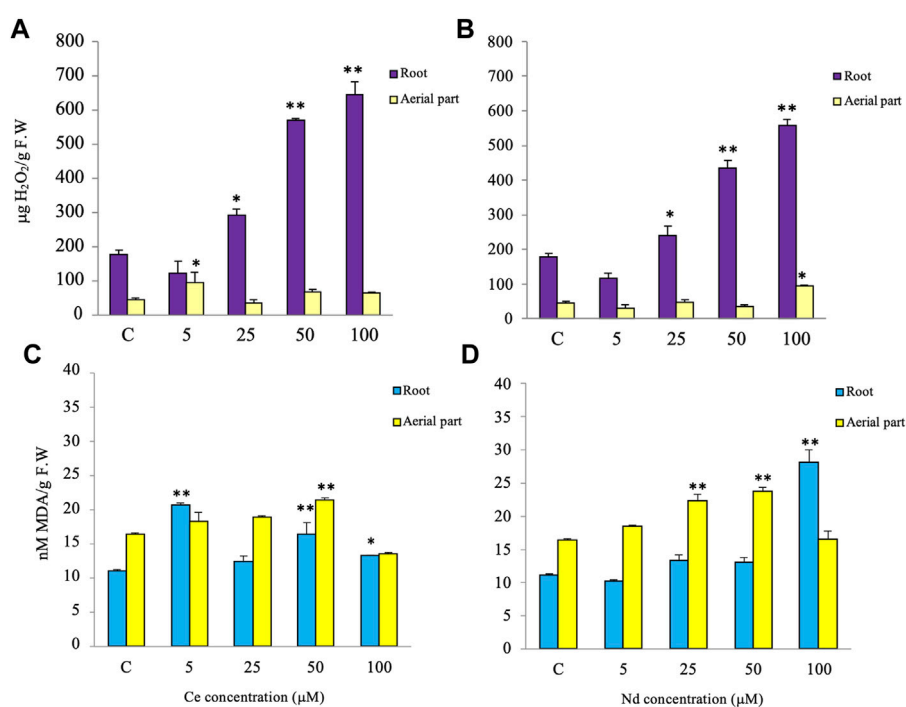 A
µg H₂O₂/g F.W
800
700
600
500
400
300
200
100
0
**
**
*
*
Root
Aerial part
C 5 25 50 100
B
800
700
600
500
400
300
200
100
0
**
**
*
*
Root
Aerial part
C 5 25 50 100
C
nM MDA/g F.W
40
35
30
25
20
15
10
5
0
**
**
**
*
Root
Aerial part
C 5 25 50 100
Ce concentration (µM)
D
40
35
30
25
20
15
10
5
0
**
**
**
Root
Aerial part
C 5 25 50 100
Nd concentration (µM)